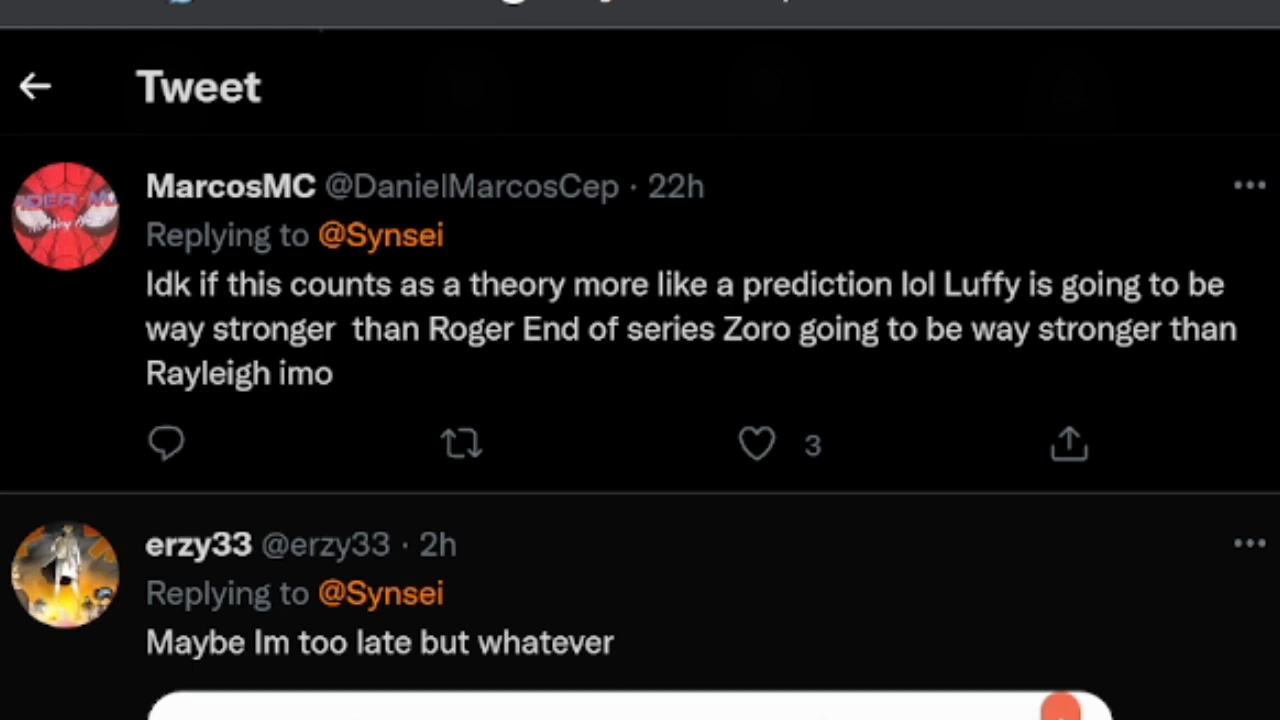 Tweet
MarcosMC @DanielMarcosCep · 22h
Replying to @Synsei
Idk if this counts as a theory more like a prediction lol Luffy is going to be
way stronger  than Roger End of series Zoro going to be way stronger than
Rayleigh imo
3
erzy33 @erzy33 · 2h
Replying to @Synsei
Maybe Im too late but whatever